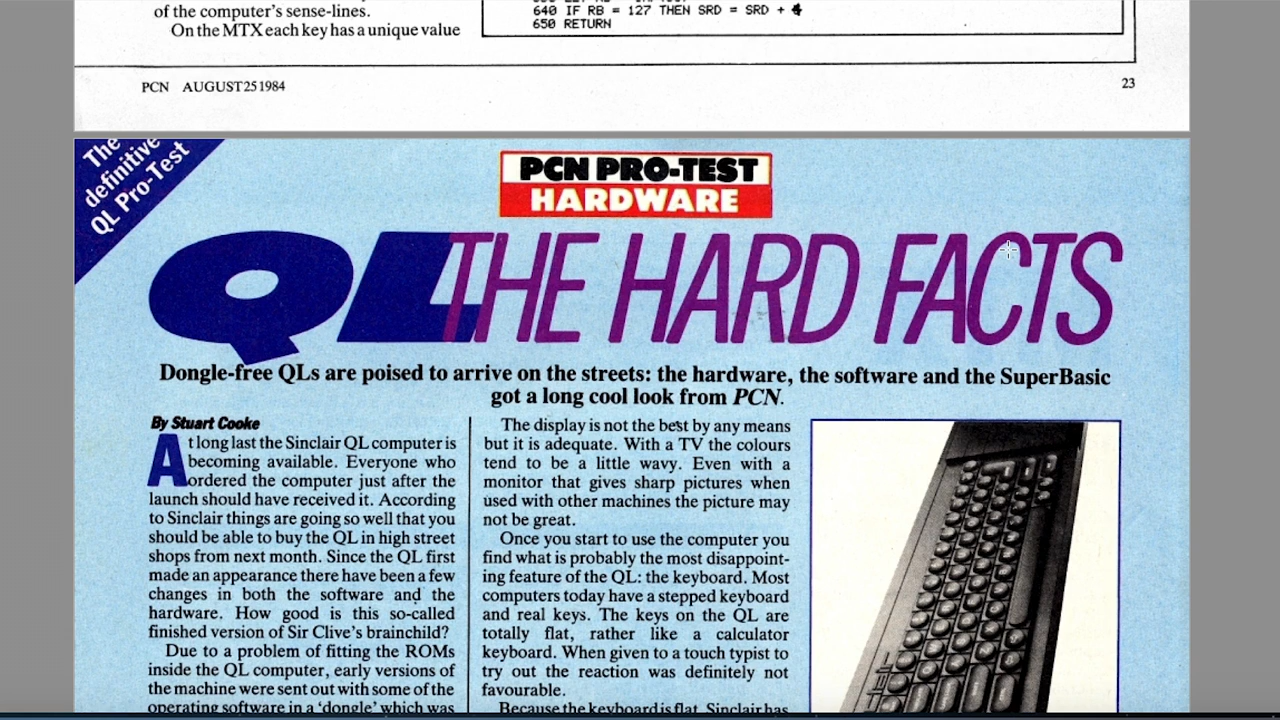 of the computer's sense-lines.
On the MTX each key has a unique value
640 IF RB = 127 THEN SRD = SRD + 4
650 RETURN
PCN AUGUST 25 1984
23
The
definitive
QL Pro-Test
PCN PRO-TEST
HARDWARE
QL THE HARD FACTS
Dongle-free QLs are poised to arrive on the streets: the hardware, the software and the SuperBasic
got a long cool look from PCN.
By Stuart Cooke
At long last the Sinclair QL computer is
becoming available. Everyone who
ordered the computer just after the
launch should have received it. According
to Sinclair things are going so well that you
should be able to buy the QL in high street
shops from next month. Since the QL first
made an appearance there have been a few
changes in both the software and the
hardware. How good is this so-called
finished version of Sir Clive's brainchild?
Due to a problem of fitting the ROMs
inside the QL computer, early versions of
the machine were sent out with some of the
operating software in a 'dongle' which was
The display is not the best by any means
but it is adequate. With a TV the colours
tend to be a little wavy. Even with a
monitor that gives sharp pictures when
used with other machines the picture may
not be great.
Once you start to use the computer you
find what is probably the most disappoint-
ing feature of the QL: the keyboard. Most
computers today have a stepped keyboard
and real keys. The keys on the QL are
totally flat, rather like a calculator
keyboard. When given to a touch typist to
try out the reaction was definitely not
favourable.
Because the keyboard is flat, Sinclair has